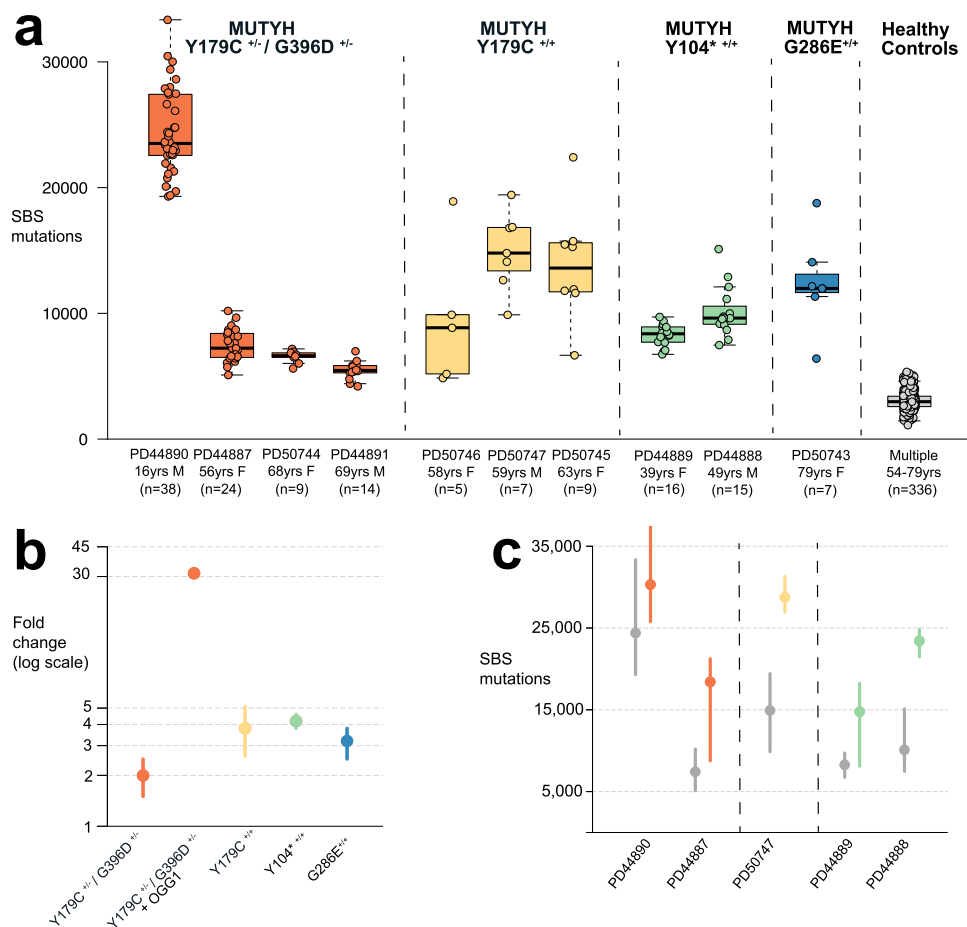 a
MUTYH
Y179C +/- / G396D +/-
MUTYH
Y179C +/+
MUTYH
Y104* +/+
MUTYH
G286E+/+
Healthy
Controls
30000
20000
10000
0
SBS
mutations
PD44890
16yrs M
(n=38)
PD44887
56yrs F
(n=24)
PD50744
68yrs F
(n=9)
PD44891
69yrs M
(n=14)
PD50746
58yrs F
(n=5)
PD50747
59yrs M
(n=7)
PD50745
63yrs F
(n=9)
PD44889
39yrs F
(n=16)
PD44888
49yrs M
(n=15)
PD50743
79yrs F
(n=7)
Multiple
54-79yrs
(n=336)
b
45
30
5
4
3
2
1
Fold
change
(log scale)
Y179C +/- / G396D +/-
Y179C +/- / G396D +/-
+ OGG1
Y179C +/+
Y104* +/+
G286E+/+
c
35,000
25,000
15,000
5,000
SBS
mutations
PD44890
PD44887
PD50747
PD44889
PD44888